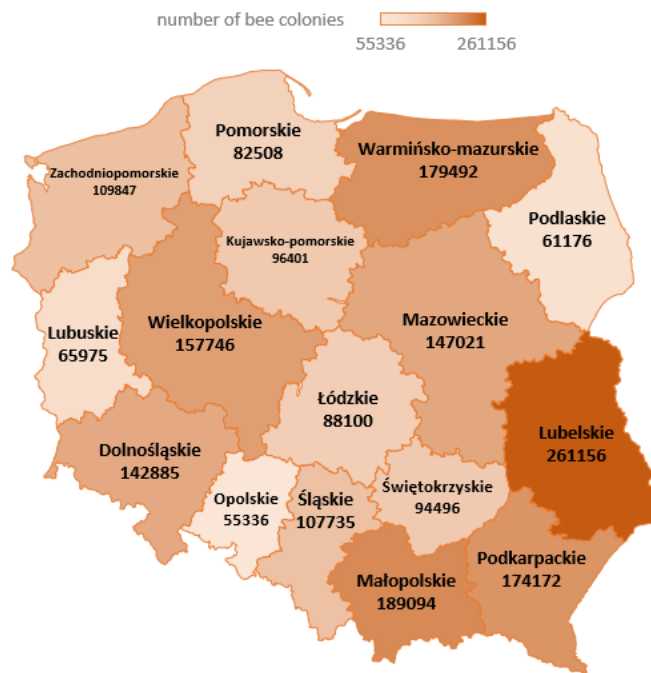 number of bee colonies
55336
261156
Pomorskie
82508
Warmińsko-mazurskie
179492
Zachodniopomorskie
109847
Podlaskie
61176
Kujawsko-pomorskie
96401
Lubuskie
65975
Wielkopolskie
157746
Mazowieckie
147021
Łódzkie
88100
Lubelskie
261156
Dolnośląskie
142885
Opolskie
55336
Śląskie
107735
Świętokrzyskie
94496
Małopolskie
189094
Podkarpackie
174172